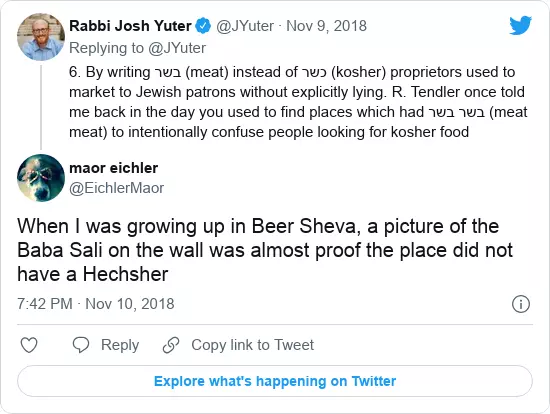 Rabbi Josh Yuter @JYuter · Nov 9, 2018
Replying to @JYuter
6. By writing בשר (meat) instead of כשר (kosher) proprietors used to
market to Jewish patrons without explicitly lying. R. Tendler once told
me back in the day you used to find places which had בשר בשר (meat
meat) to intentionally confuse people looking for kosher food
maor eichler
@EichlerMaor
When I was growing up in Beer Sheva, a picture of the
Baba Sali on the wall was almost proof the place did not
have a Hechsher
7:42 PM · Nov 10, 2018
Reply Copy link to Tweet
Explore what's happening on Twitter